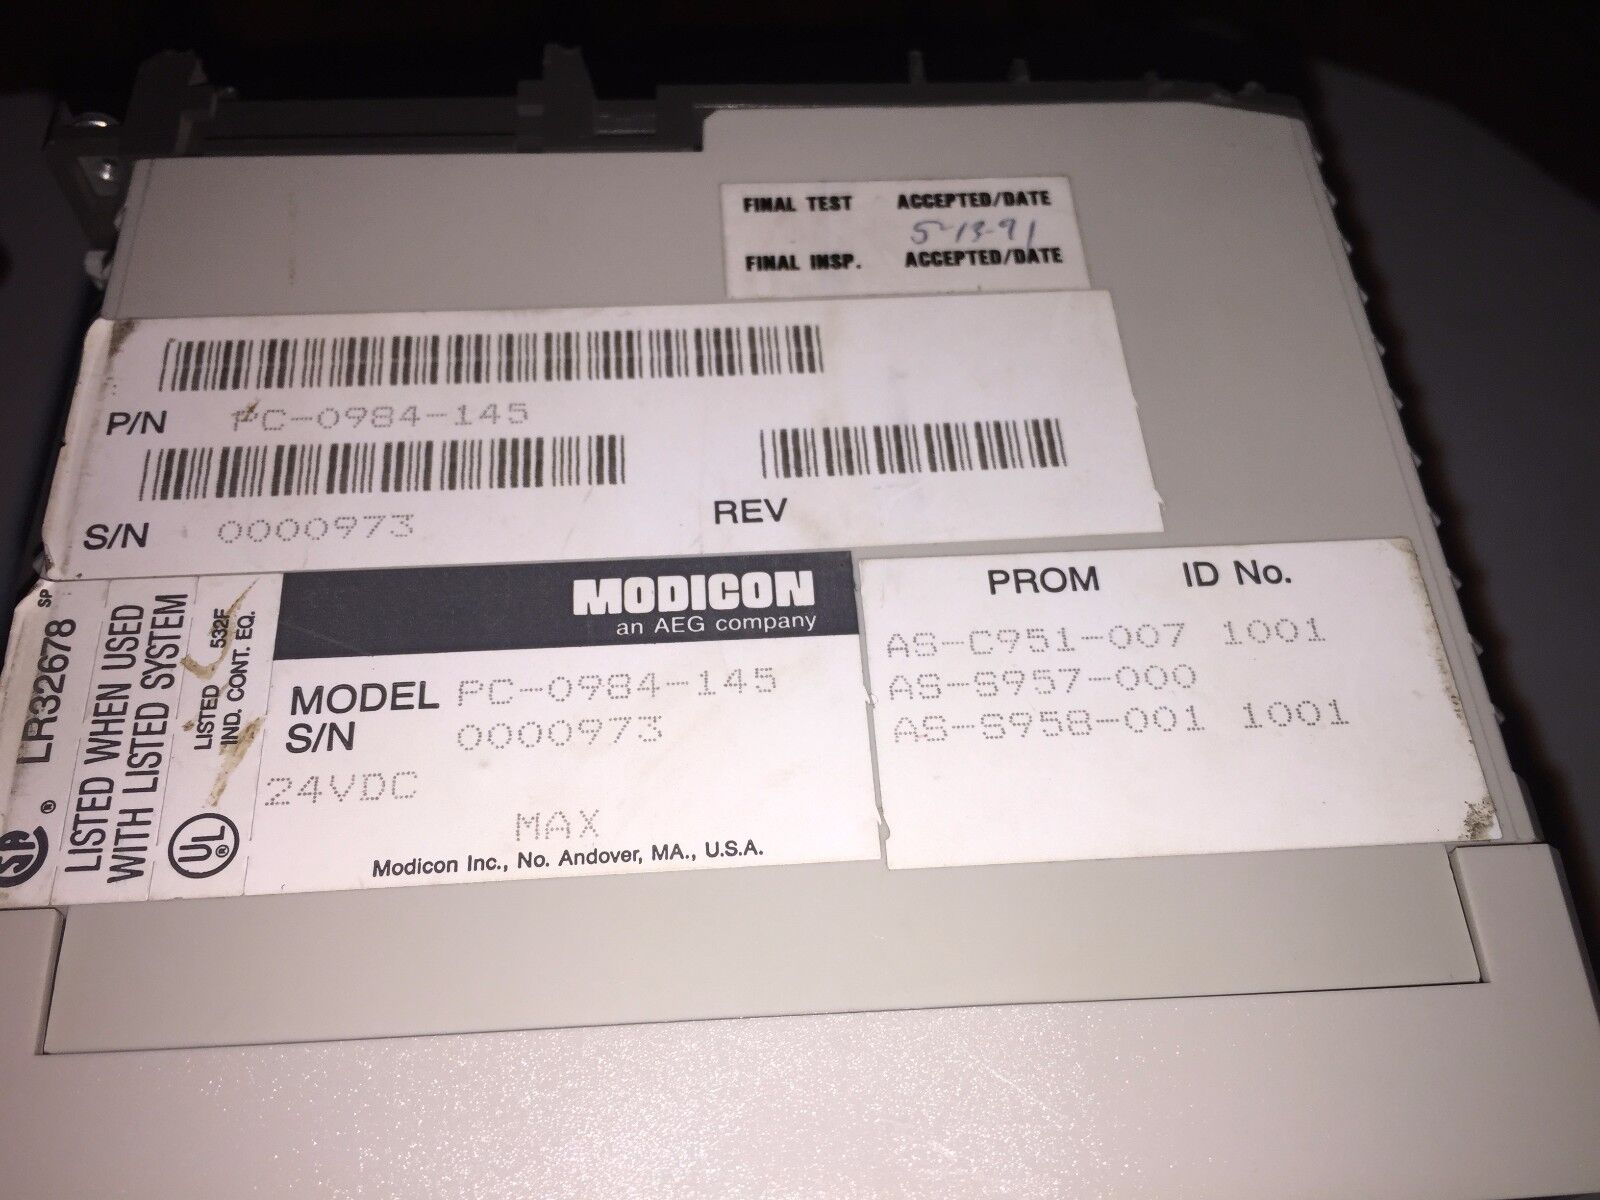 FINAL TEST ACCEPTED/DATE
5-13-91
FINAL INSP. ACCEPTED/DATE
P/N PC-0984-145
S/N 0000973 REV
LR32678 SP
LISTED WHEN USED
WITH LISTED SYSTEM
LISTED 532F
IND. CONT. EQ.
UL®
SA ®
MODICON
an AEG company
MODEL PC-0984-145
S/N 0000973
24VDC
MAX
Modicon Inc., No. Andover, MA., U.S.A.
PROM ID No.
AS-C951-007 1001
AS-S957-000
AS-S958-001 1001